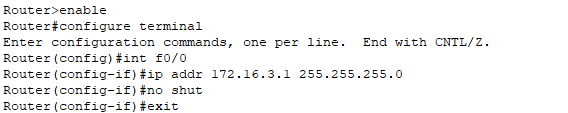 Router>enable
Router#configure terminal
Enter configuration commands, one per line.  End with CNTL/Z.
Router(config)#int f0/0
Router(config-if)#ip addr 172.16.3.1 255.255.255.0
Router(config-if)#no shut
Router(config-if)#exit